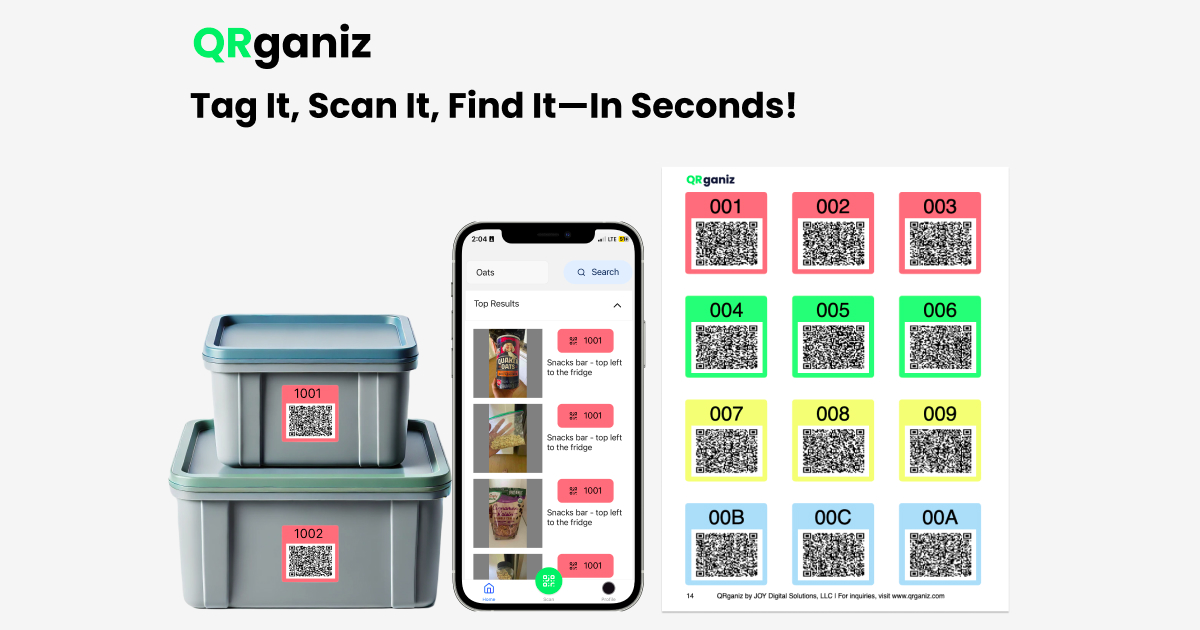 QRganiz
Tag It, Scan It, Find It—In Seconds!
1001
1002
2:04
LTE
51
Oats
Search
Top Results
QUAKER
OATS
1001
Snacks bar - top left
to the fridge
1001
Snacks bar - top left
to the fridge
1001
Snacks bar - top left
to the fridge
1001
Home
Scan
Profile
QRganiz
001 002 003
004 005 006
007 008 009
00B 00C 00A
14 QRganiz by JOY Digital Solutions, LLC | For inquiries, visit www.qrganiz.com